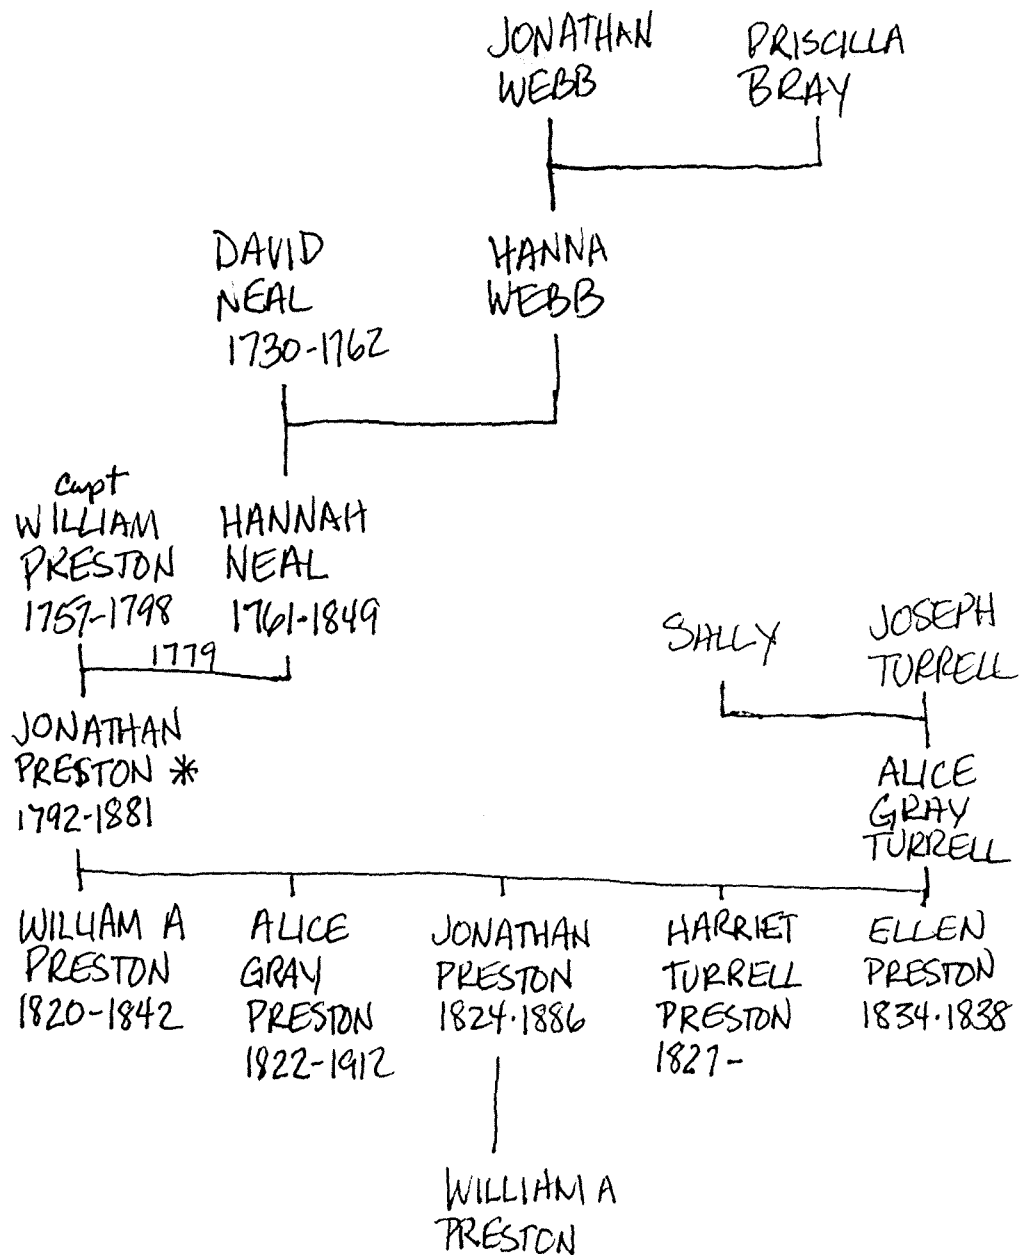 JONATHAN
WEBB
PRISCILLA
BRAY
DAVID
NEAL
1730-1762
HANNA
WEBB
Capt
WILLIAM
PRESTON
1757-1798
HANNAH
NEAL
1761-1849
1779
SALLY
JOSEPH
TURRELL
JONATHAN
PRESTON *
1792-1881
ALICE
GRAY
TURRELL
WILLIAM A
PRESTON
1820-1842
ALICE
GRAY
PRESTON
1822-1912
JONATHAN
PRESTON
1824-1886
HARRIET
TURRELL
PRESTON
1827-
ELLEN
PRESTON
1834-1838
WILLIAM A
PRESTON